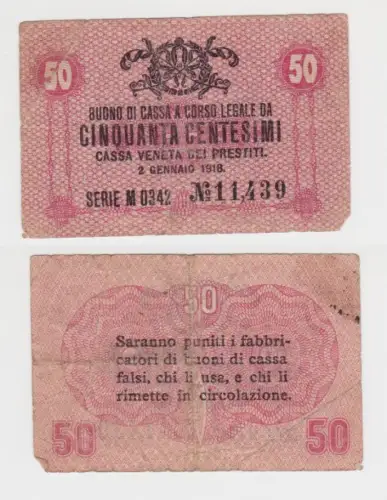 50
50
BUONO DI CASSA A CORSO LEGALE DA
CINQUANTA CENTESIMI
CASSA VENETA DEI PRESTITI.
2 GENNAIO 1918.
SERIE M 0342 №11,439
50
Saranno puniti i fabbri-
catori di buoni di cassa
falsi, chi li usa, e chi li
rimette in circolazione.
50
50